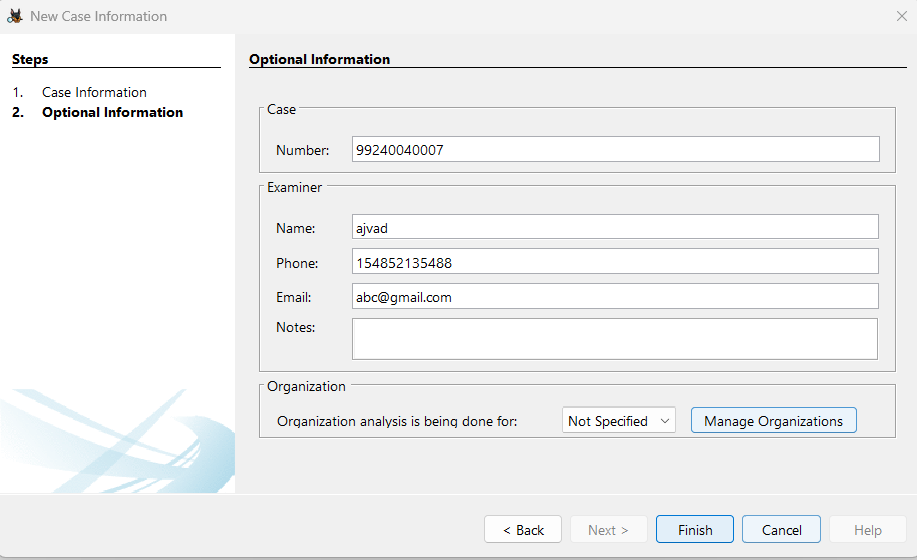 New Case Information
Steps
1. Case Information
2. Optional Information
Optional Information
Case
Number: 99240040007
Examiner
Name: ajvad
Phone: 154852135488
Email: abc@gmail.com
Notes:
Organization
Organization analysis is being done for: Not Specified Manage Organizations
< Back Next > Finish Cancel Help